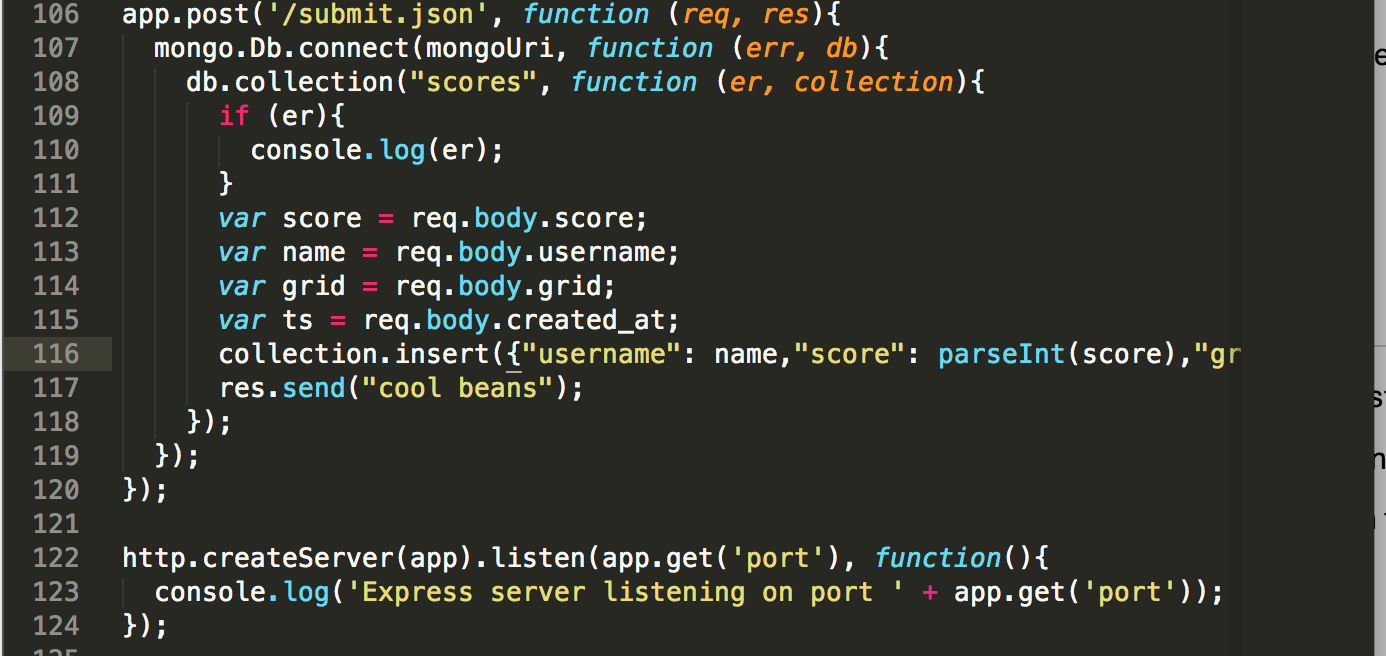 106 app.post('/submit.json', function (req, res){
107 mongo.Db.connect(mongoUri, function (err, db){
108 db.collection("scores", function (er, collection){
109 if (er){
110 console.log(er);
111 }
112 var score = req.body.score;
113 var name = req.body.username;
114 var grid = req.body.grid;
115 var ts = req.body.created_at;
116 collection.insert({"username": name,"score": parseInt(score),"gr
117 res.send("cool beans");
118 });
119 });
120 });
121
122 http.createServer(app).listen(app.get('port'), function(){
123 console.log('Express server listening on port ' + app.get('port'));
124 });